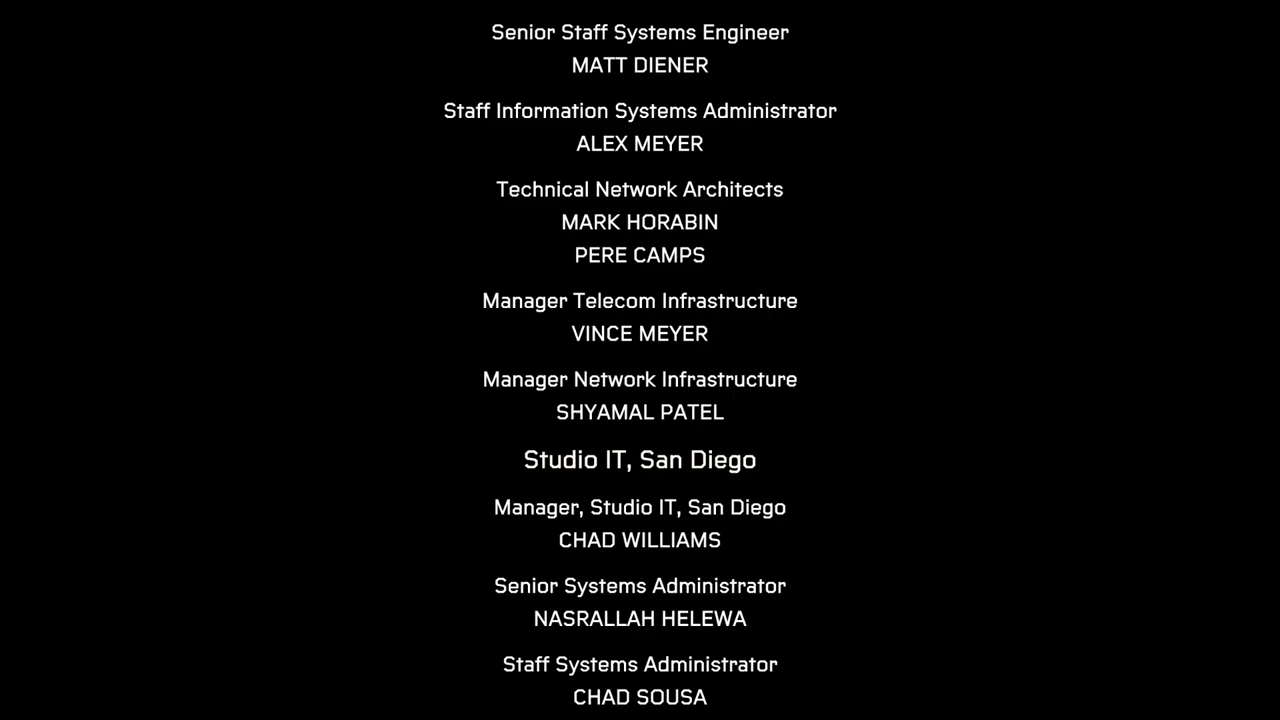 Senior Staff Systems Engineer
MATT DIENER
Staff Information Systems Administrator
ALEX MEYER
Technical Network Architects
MARK HORABIN
PERE CAMPS
Manager Telecom Infrastructure
VINCE MEYER
Manager Network Infrastructure
SHYAMAL PATEL
Studio IT, San Diego
Manager, Studio IT, San Diego
CHAD WILLIAMS
Senior Systems Administrator
NASRALLAH HELEWA
Staff Systems Administrator
CHAD SOUSA